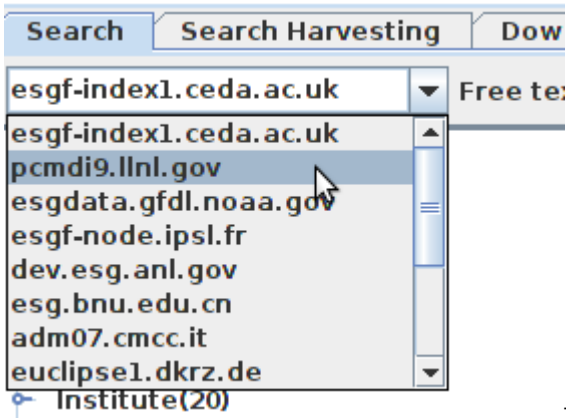 Search Search Harvesting Dow
esgf-index1.ceda.ac.uk Free te
esgf-index1.ceda.ac.uk
pcmdi9.llnl.gov
esgdata.gfdl.noaa.gov
esgf-node.ipsl.fr
dev.esg.anl.gov
esg.bnu.edu.cn
adm07.cmcc.it
euclipse1.dkrz.de
Institute(20)